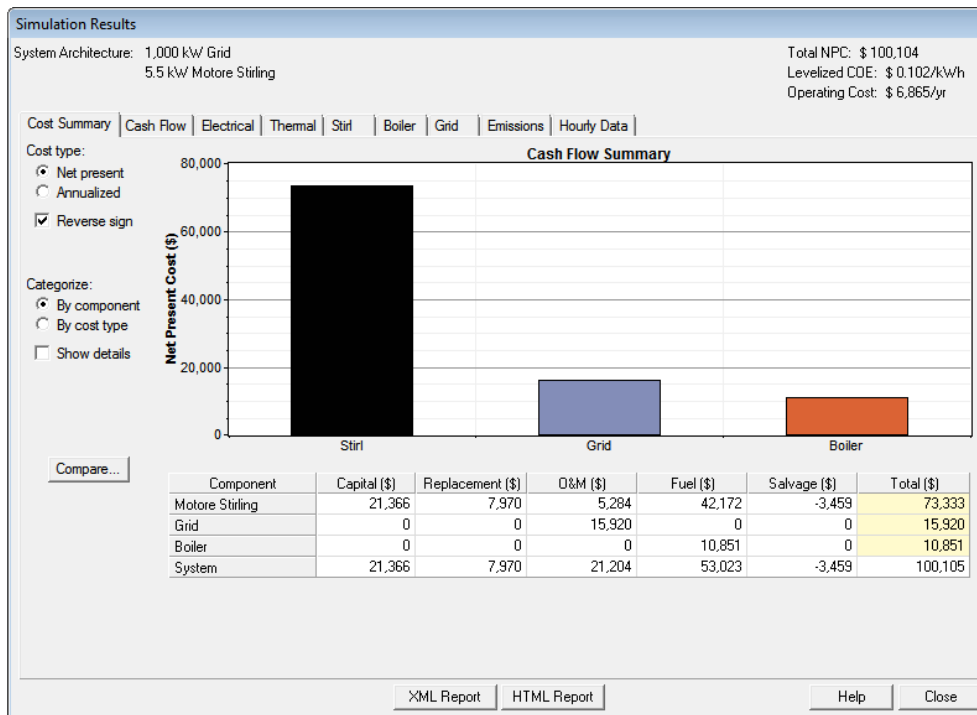 Simulation Results
System Architecture: 1,000 kW Grid
5.5 kW Motore Stirling
Total NPC: $ 100,104
Levelized COE: $ 0.102/kWh
Operating Cost: $ 6,865/yr
Cost Summary Cash Flow Electrical Thermal Stirl Boiler Grid Emissions Hourly Data
Cost type:
Net present
Annualized
Reverse sign
Categorize:
By component
By cost type
Show details
Compare...
Cash Flow Summary
Net Present Cost ($)
80,000
60,000
40,000
20,000
0
Stirl Grid Boiler
Component Capital ($) Replacement ($) O&M ($) Fuel ($) Salvage ($) Total ($)
Motore Stirling 21,366 7,970 5,284 42,172 -3,459 73,333
Grid 0 0 15,920 0 0 15,920
Boiler 0 0 0 10,851 0 10,851
System 21,366 7,970 21,204 53,023 -3,459 100,105
XML Report HTML Report Help Close